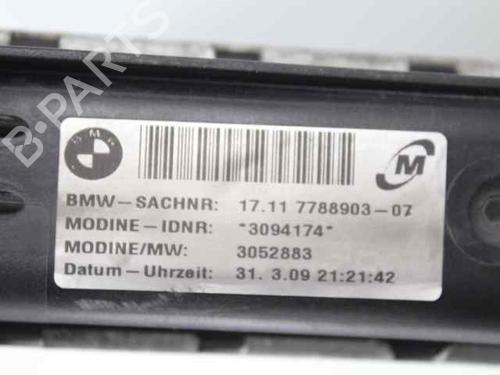 BMW
M
BMW-SACHNR: 17.11 7788903-07
MODINE-IDNR: *3094174*
MODINE/MW: 3052883
Datum-Uhrzeit: 31. 3.09 21:21:42
B-PARTS